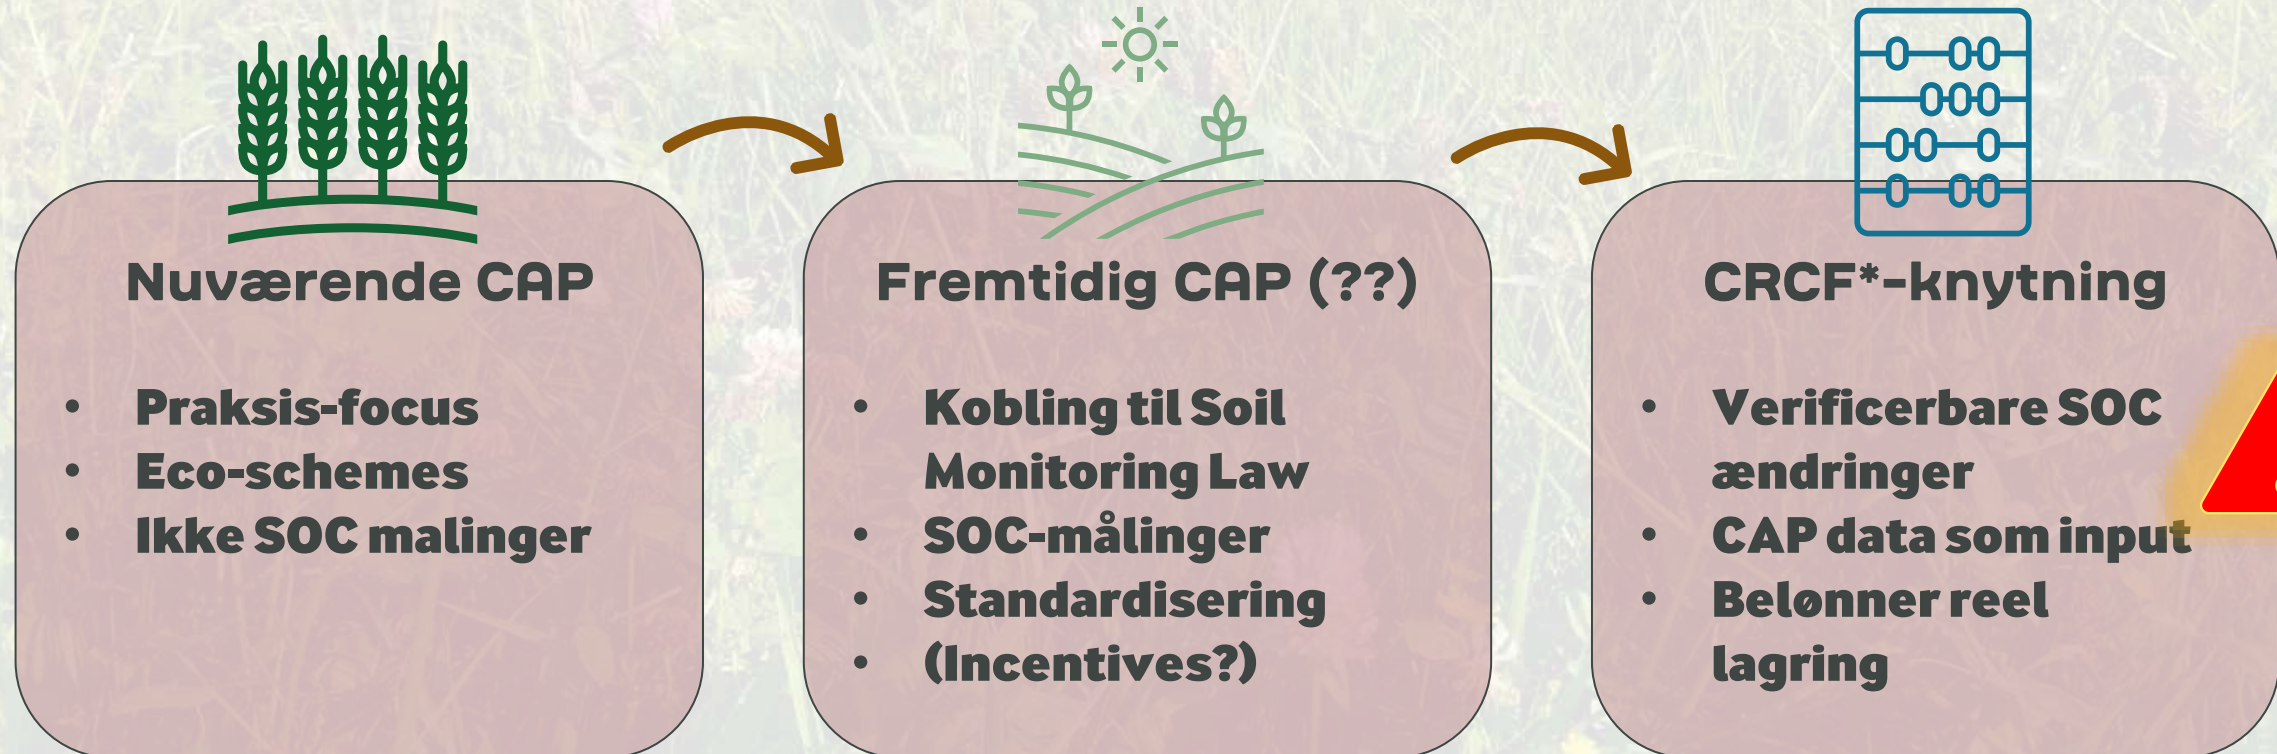 Nuværende CAP
• Praksis-focus
• Eco-schemes
• Ikke SOC malinger
Fremtidig CAP (??)
• Kobling til Soil
Monitoring Law
• SOC-målinger
• Standardisering
• (Incentives?)
CRCF*-knytning
• Verificerbare SOC
ændringer
• CAP data som input
• Belønner reel
lagring